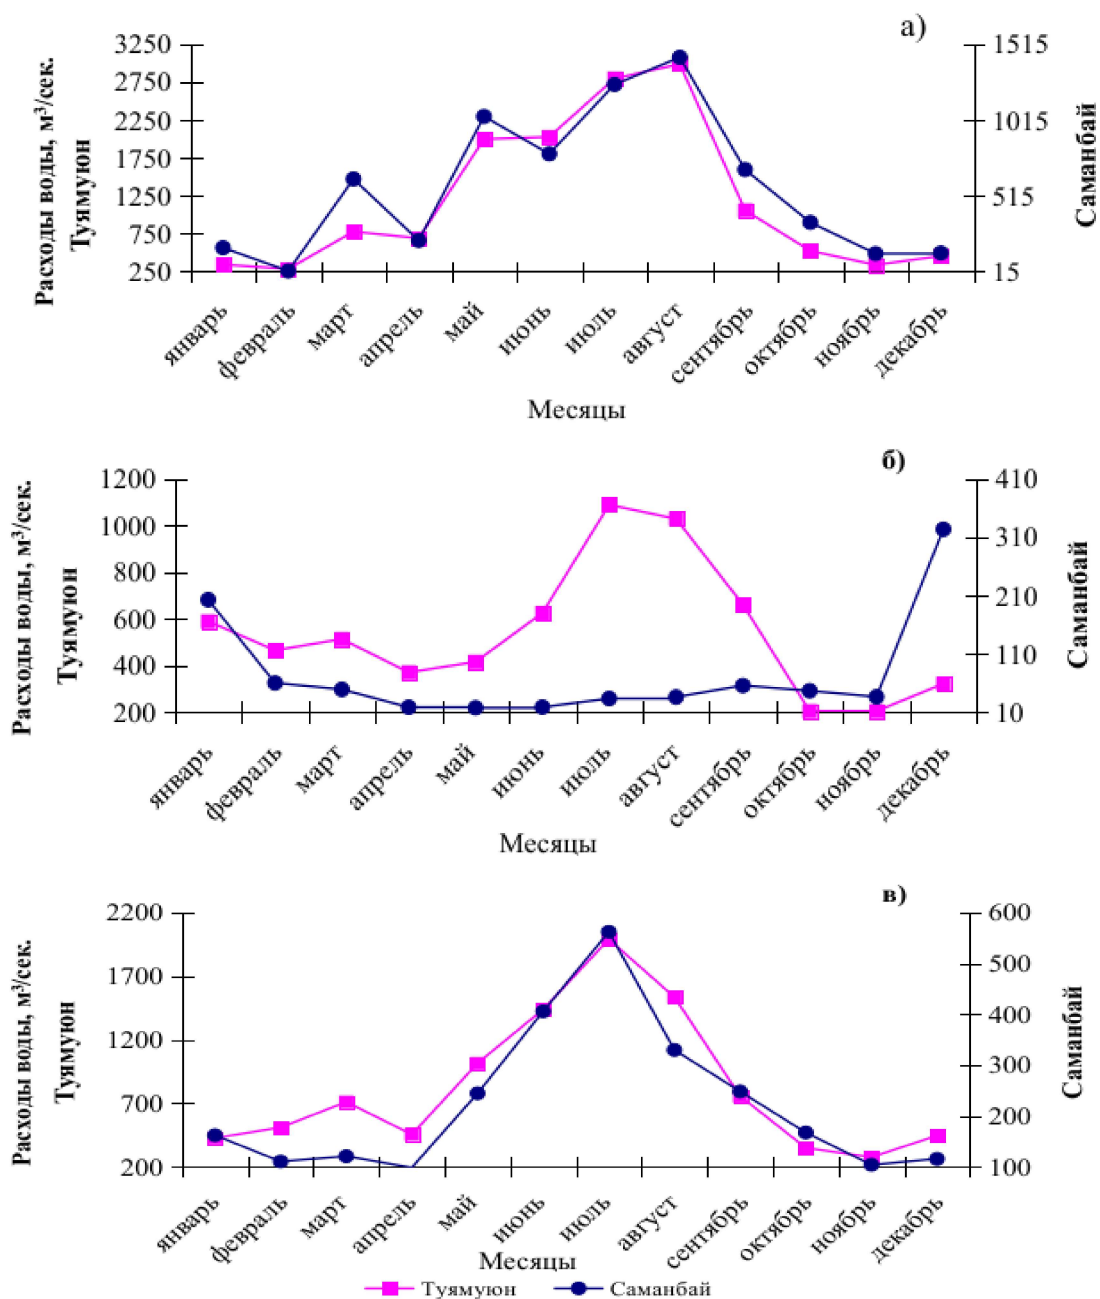 а)
Расходы воды, м³/сек.
Туямуюн
3250
2750
2250
1750
1250
750
250
1515
1015
515
15
Саманбай
январь
февраль
март
апрель
май
июнь
июль
август
сентябрь
октябрь
ноябрь
декабрь
Месяцы
б)
Расходы воды, м³/сек.
Туямуюн
1200
1000
800
600
400
200
410
310
210
110
10
Саманбай
январь
февраль
март
апрель
май
июнь
июль
август
сентябрь
октябрь
ноябрь
декабрь
Месяцы
в)
Расходы воды, м³/сек.
Туямуюн
2200
1700
1200
700
200
600
500
400
300
200
100
Саманбай
январь
февраль
март
апрель
май
июнь
июль
август
сентябрь
октябрь
ноябрь
декабрь
Месяцы
Туямуюн
Саманбай